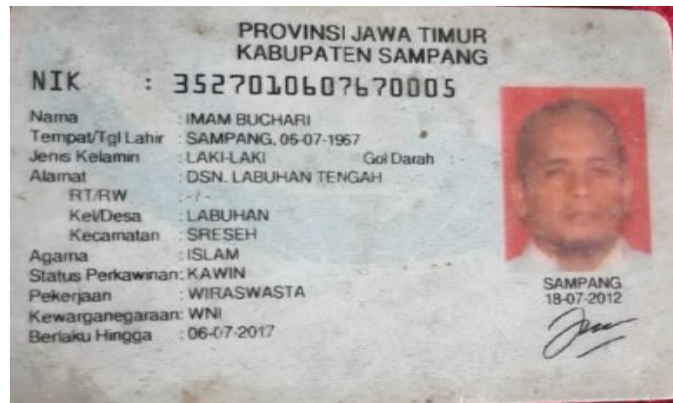 PROVINSI JAWA TIMUR
KABUPATEN SAMPANG
NIK : 3527010607670005
Nama : IMAM BUCHARI
Tempat/Tgl Lahir : SAMPANG, 06-07-1967
Jenis Kelamin : LAKI-LAKI Gol Darah : -
Alamat : DSN. LABUHAN TENGAH
RT/RW : - / -
Kel/Desa : LABUHAN
Kecamatan : SRESEH
Agama : ISLAM
Status Perkawinan: KAWIN
Pekerjaan : WIRASWASTA
Kewarganegaraan: WNI
Berlaku Hingga : 06-07-2017
SAMPANG
18-07-2012